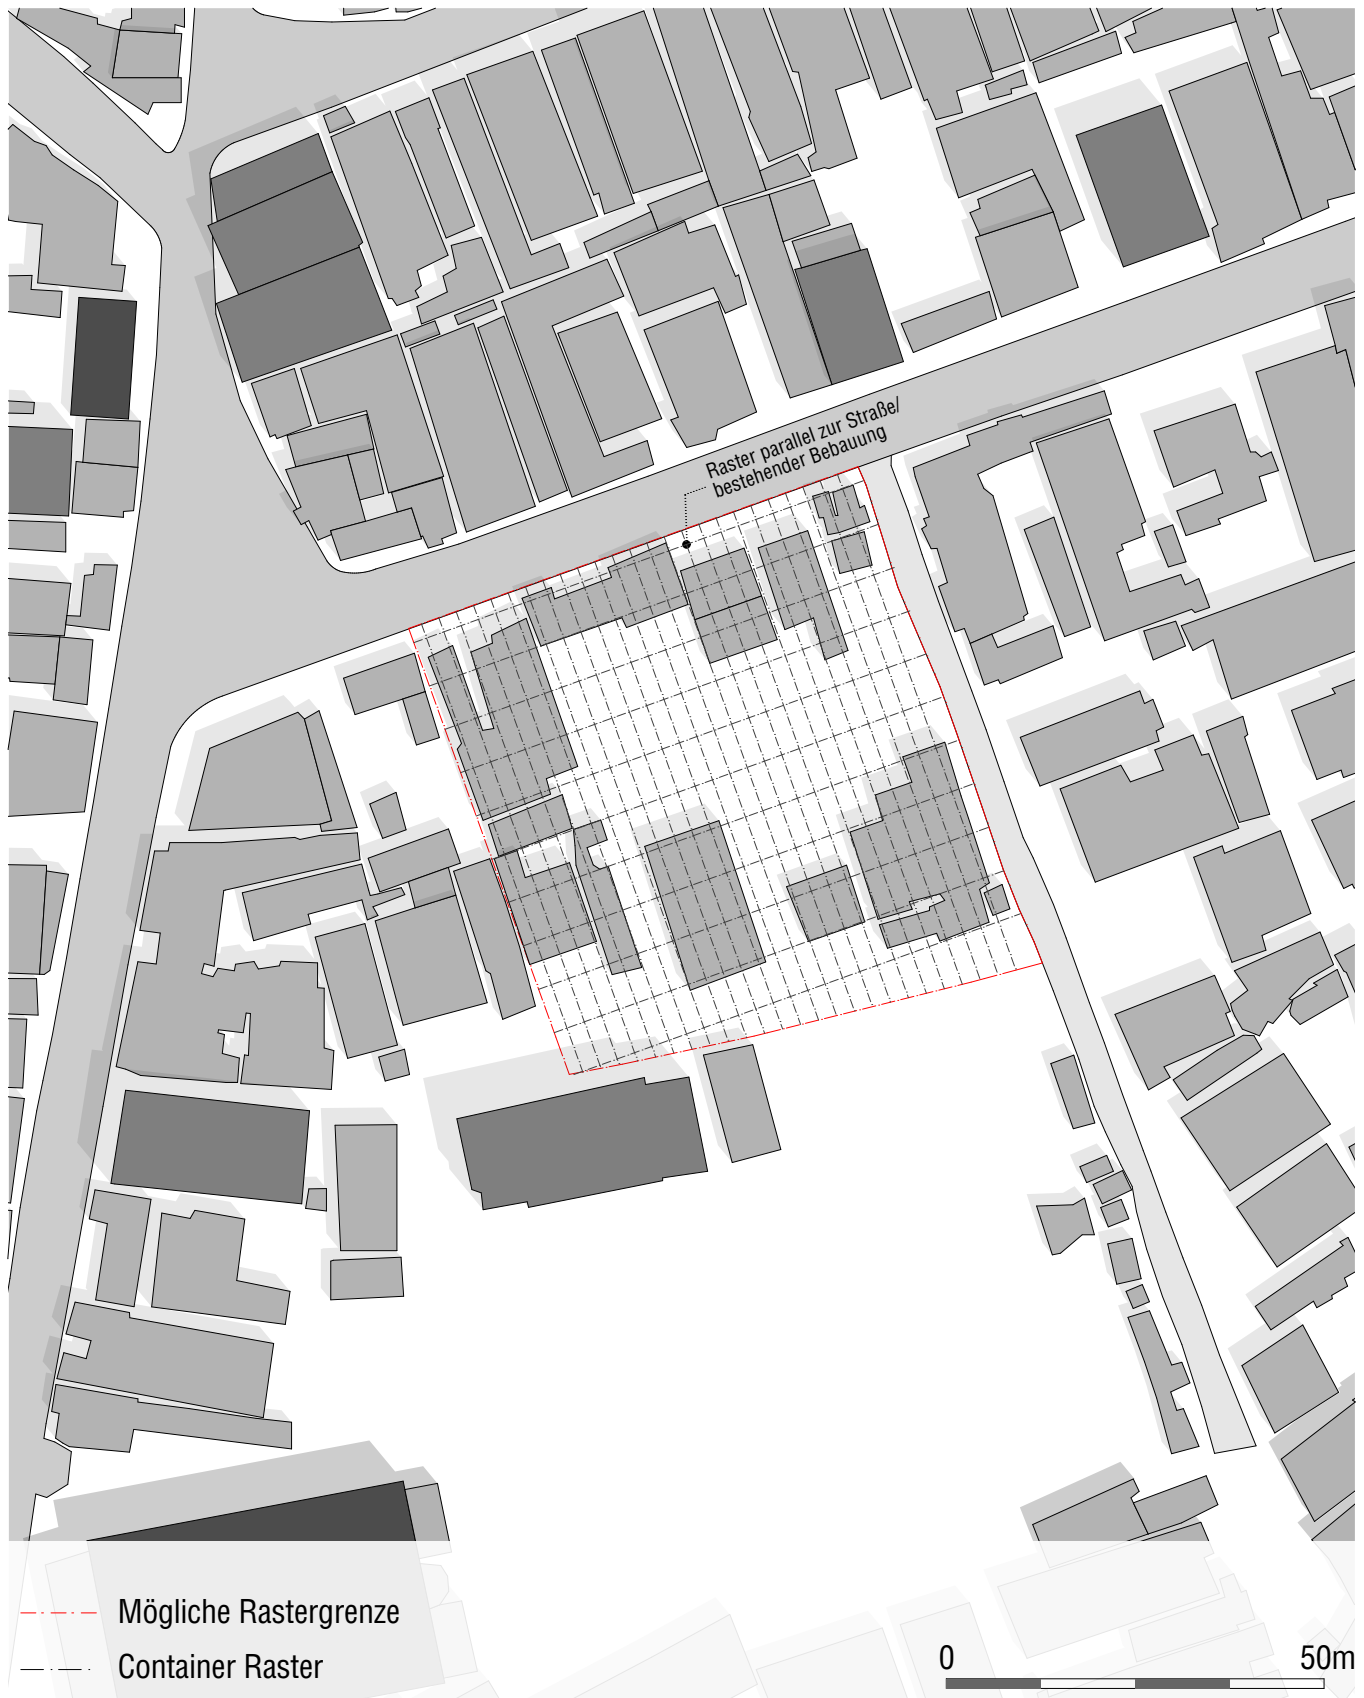 Raster parallel zur Straße/
bestehender Bebauung
Mögliche Rastergrenze
Container Raster
0 50m